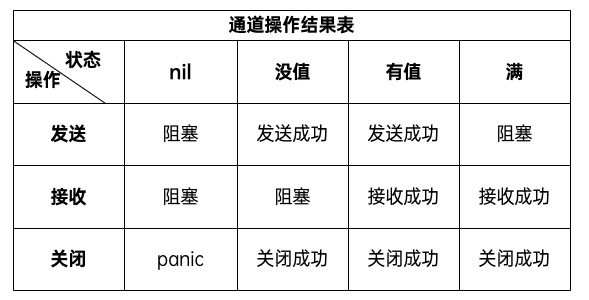 通道操作结果表
状态
操作
nil 没值 有值 满
发送 阻塞 发送成功 发送成功 阻塞
接收 阻塞 阻塞 接收成功 接收成功
关闭 panic 关闭成功 关闭成功 关闭成功